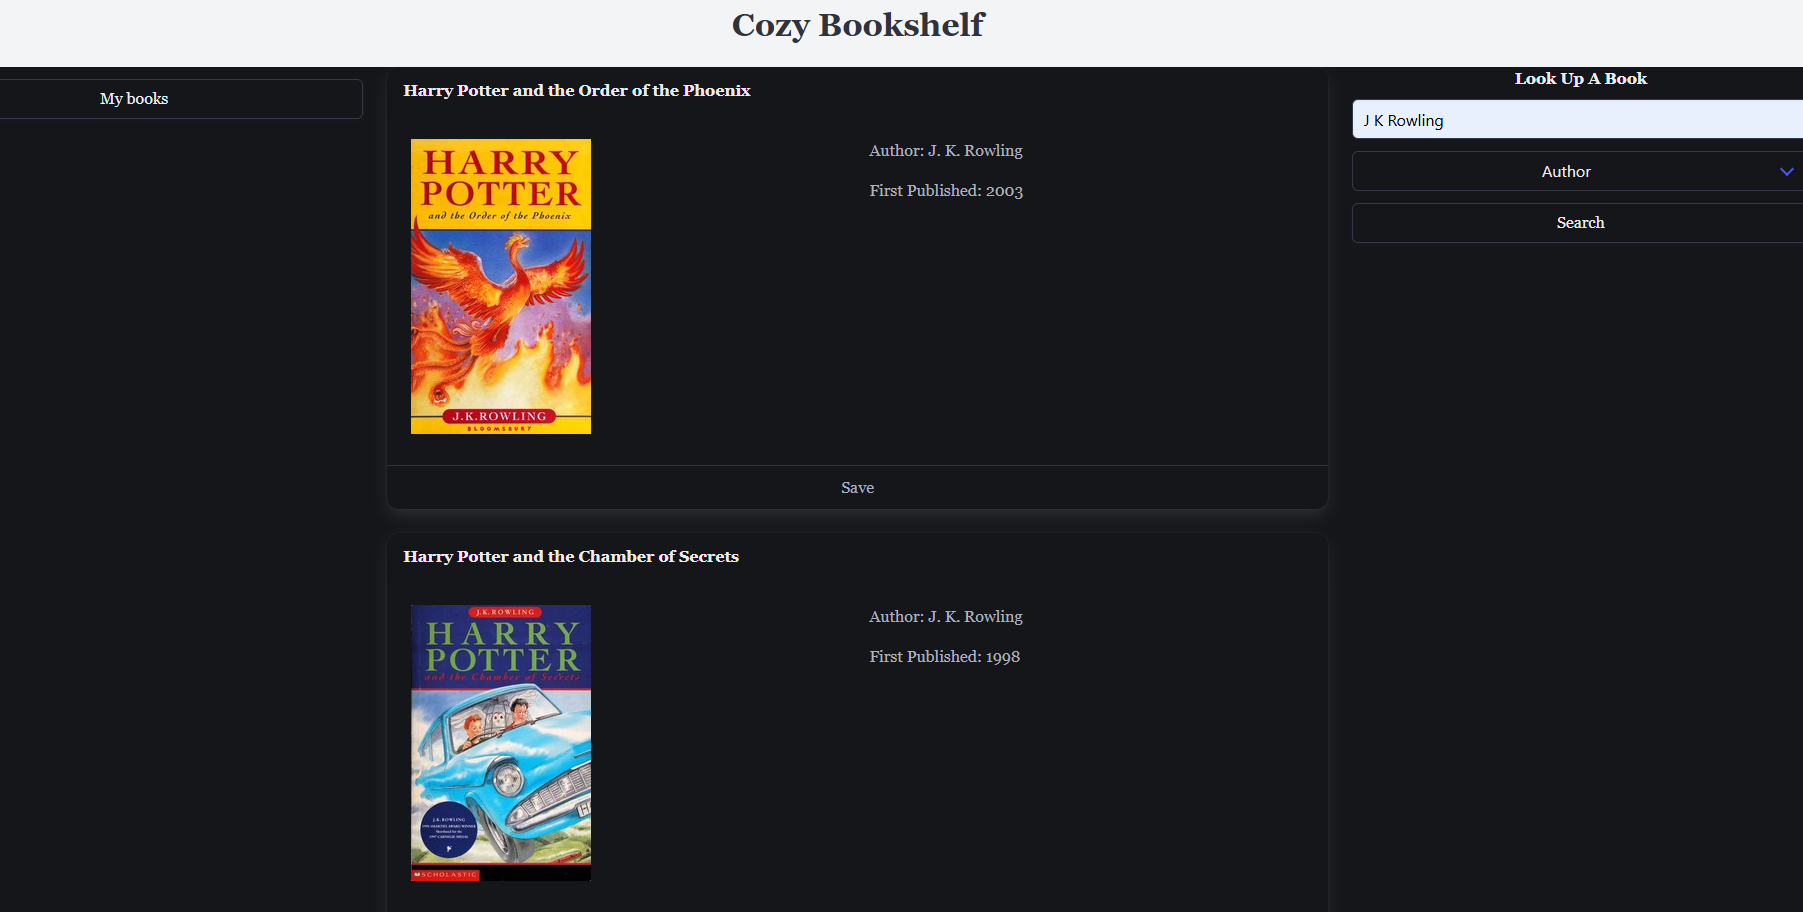 Cozy Bookshelf
My books
Harry Potter and the Order of the Phoenix
HARRY
POTTER
and the Order of the Phoenix
J.K.ROWLING
BLOOMSBURY
Author: J. K. Rowling
First Published: 2003
Save
Harry Potter and the Chamber of Secrets
J.K.ROWLING
HARRY
POTTER
and the Chamber of Secrets
J.K. ROWLING
SCHOLASTIC
Author: J. K. Rowling
First Published: 1998
Look Up A Book
J K Rowling
Author
Search